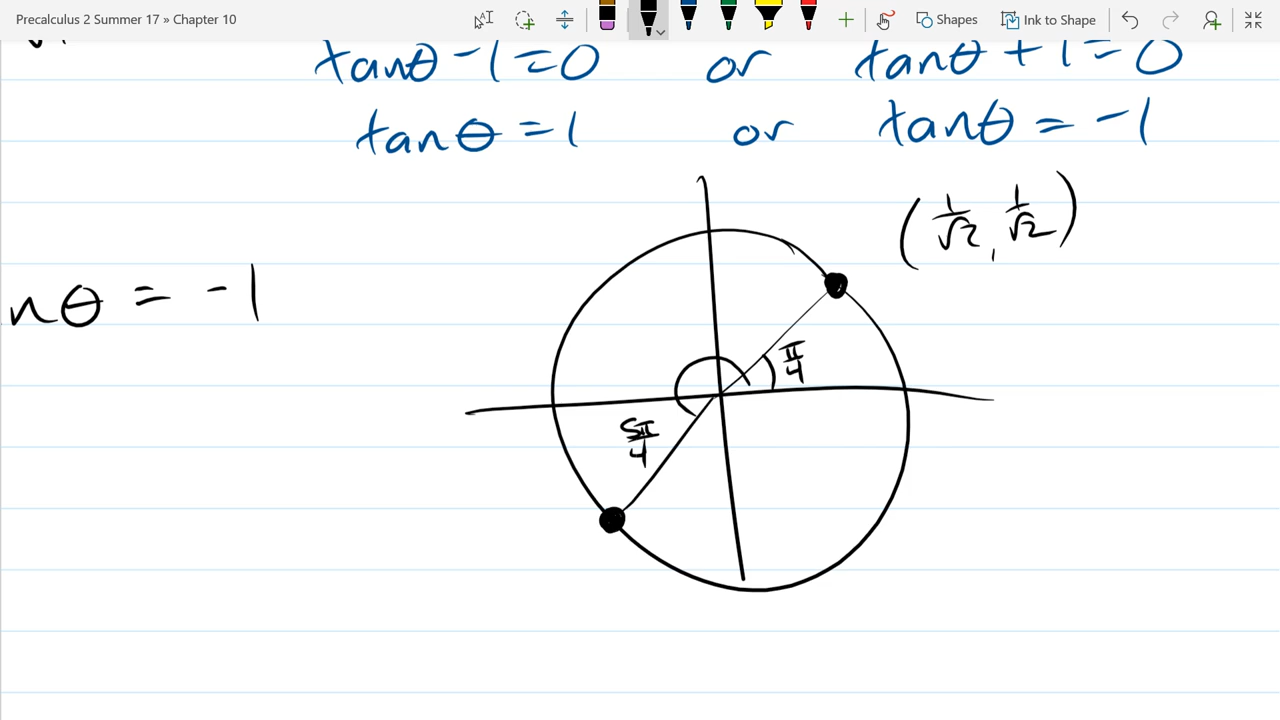 Precalculus 2 Summer 17 » Chapter 10
Shapes
Ink to Shape
tanθ - 1 = 0 or tanθ + 1 = 0
tanθ = 1 or tanθ = -1
(1/√2, 1/√2)
nθ = -1
π/4
5π/4